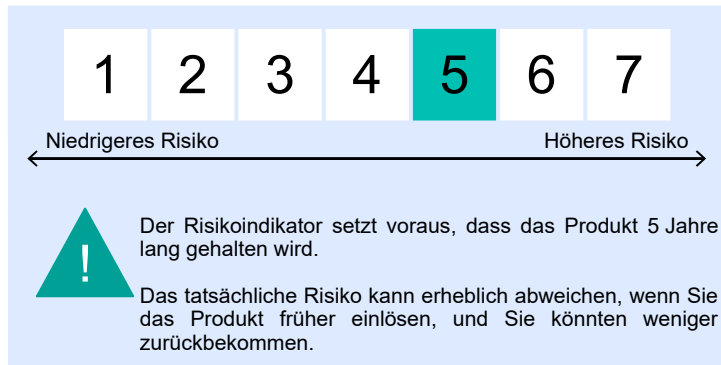 1 2 3 4 5 6 7
Niedrigeres Risiko Höheres Risiko
Der Risikoindikator setzt voraus, dass das Produkt 5 Jahre
lang gehalten wird.
!
Das tatsächliche Risiko kann erheblich abweichen, wenn Sie
das Produkt früher einlösen, und Sie könnten weniger
zurückbekommen.